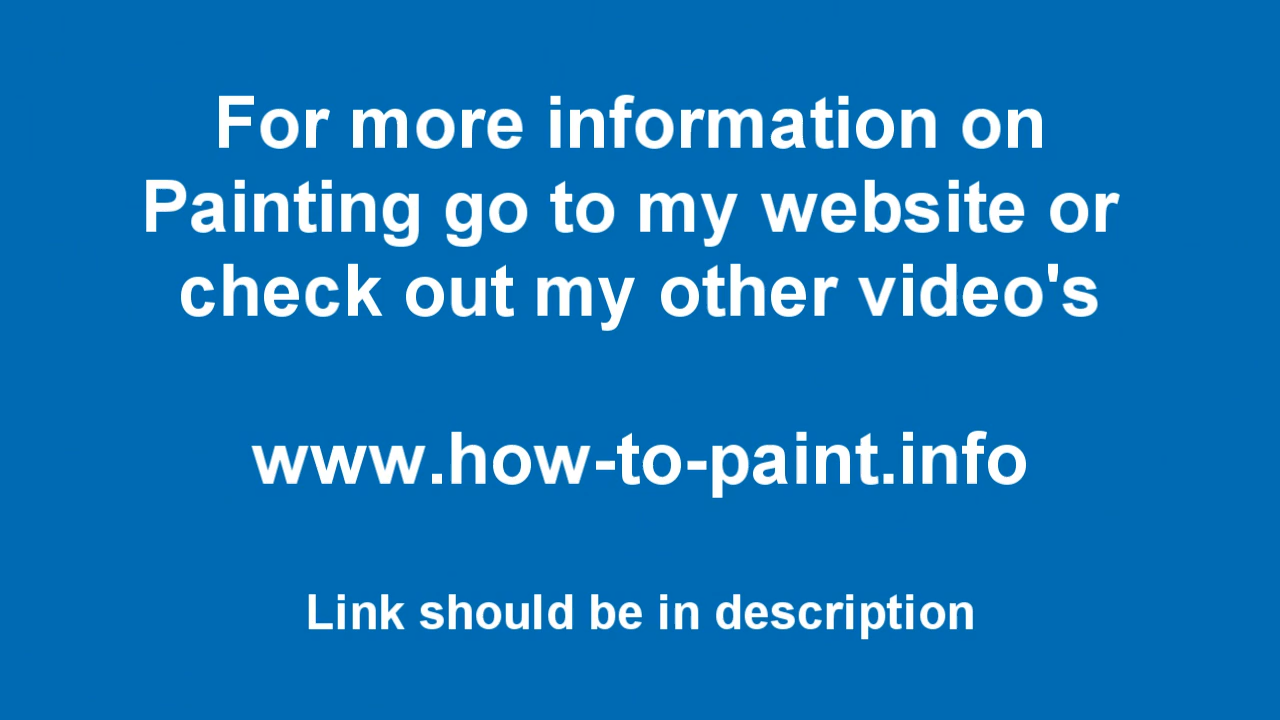 For more information on
Painting go to my website or
check out my other video's
www.how-to-paint.info
Link should be in description